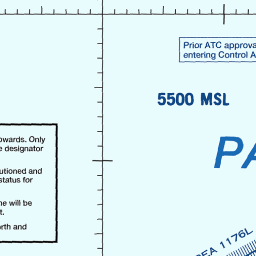 Prior ATC approva
entering Control A
5500 MSL
PA
owards. Only
e designator
utioned and
status for
ne will be
t.
orth and
EA 1176L